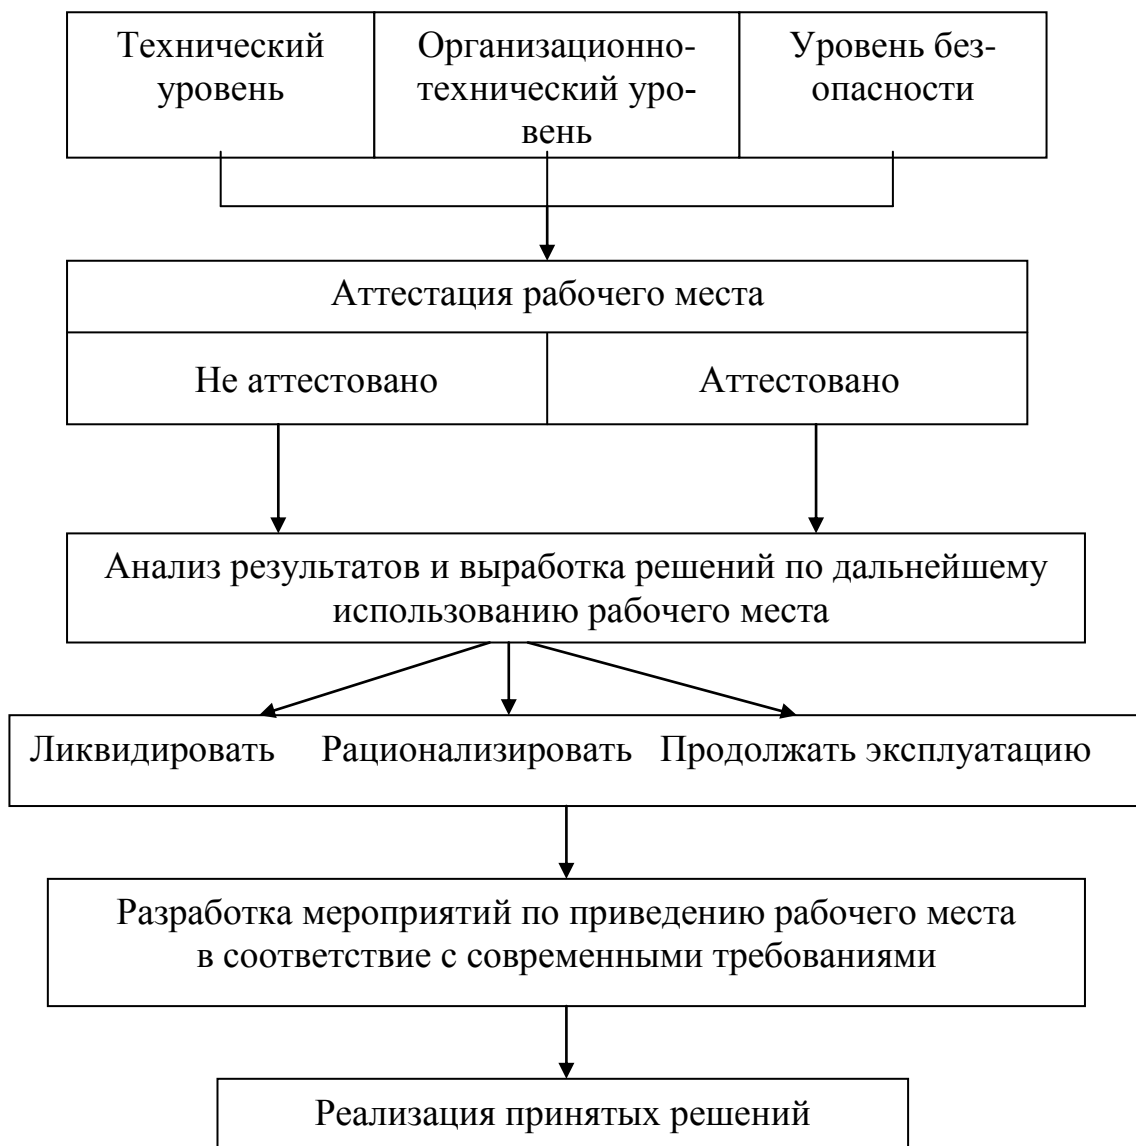 Технический
уровень
Организационно-
технический уро-
вень
Уровень без-
опасности
Аттестация рабочего места
Не аттестовано
Аттестовано
Анализ результатов и выработка решений по дальнейшему
использованию рабочего места
Ликвидировать Рационализировать Продолжать эксплуатацию
Разработка мероприятий по приведению рабочего места
в соответствие с современными требованиями
Реализация принятых решений